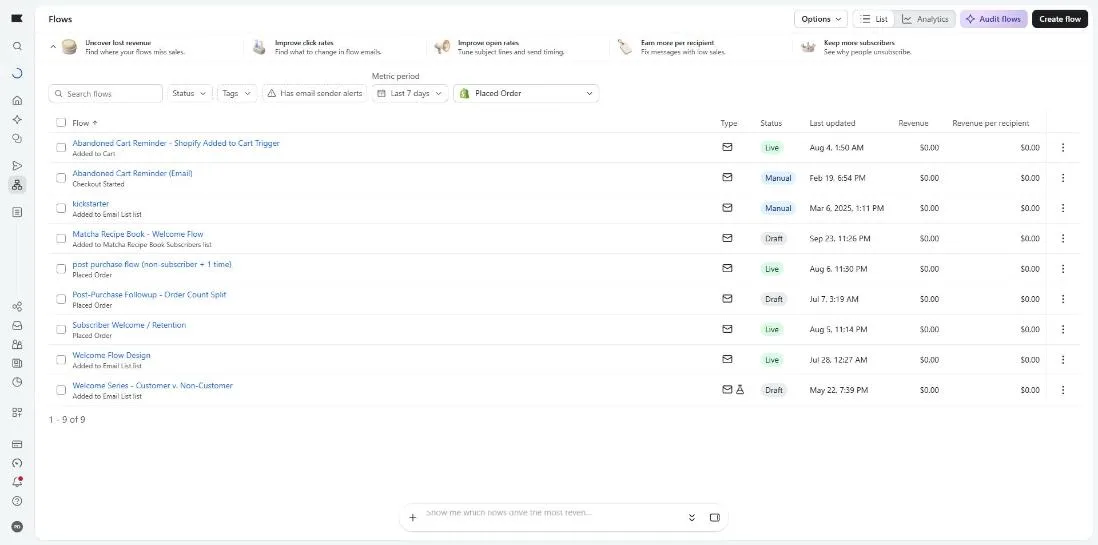 Flows
Options
List
Analytics
Audit flows
Create flow
Uncover lost revenue
Find where your flows miss sales.
Improve click rates
Find what to change in flow emails.
Improve open rates
Tune subject lines and send timing.
Earn more per recipient
Fix messages with low sales.
Keep more subscribers
See why people unsubscribe.
Metric period
Search flows
Status
Tags
Has email sender alerts
Last 7 days
Placed Order
Flow Type Status Last updated Revenue Revenue per recipient
Abandoned Cart Reminder - Shopify Added to Cart Trigger
Added to Cart
Live Aug 4, 1:50 AM $0.00 $0.00
Abandoned Cart Reminder (Email)
Checkout Started
Manual Feb 19, 6:54 PM $0.00 $0.00
kickstarter
Added to Email List list
Manual Mar 6, 2025, 1:11 PM $0.00 $0.00
Matcha Recipe Book - Welcome Flow
Added to Matcha Recipe Book Subscribers list
Draft Sep 23, 11:26 PM $0.00 $0.00
post purchase flow (non-subscriber + 1 time)
Placed Order
Live Aug 6, 11:30 PM $0.00 $0.00
Post-Purchase Followup - Order Count Split
Placed Order
Draft Jul 7, 3:19 AM $0.00 $0.00
Subscriber Welcome / Retention
Placed Order
Live Aug 5, 11:14 PM $0.00 $0.00
Welcome Flow Design
Added to Email List list
Live Jul 28, 12:27 AM $0.00 $0.00
Welcome Series - Customer v. Non-Customer
Added to Email List list
Draft May 22, 7:39 PM $0.00 $0.00
1 - 9 of 9
Show me which flows drive the most reven...